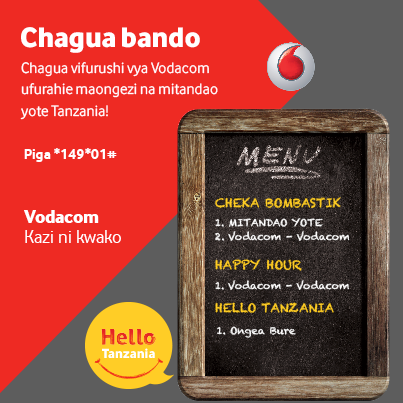 Chagua bando
Chagua vifurushi vya Vodacom
ufurahie maongezi na mitandao
yote Tanzania!
Piga *149*01#
Vodacom
Kazi ni kwako
MENU
CHEKA BOMBASTIK
1. MITANDAO YOTE
2. Vodacom - Vodacom
HAPPY HOUR
1. Vodacom - Vodacom
HELLO TANZANIA
1. Ongea Bure
Hello
Tanzania